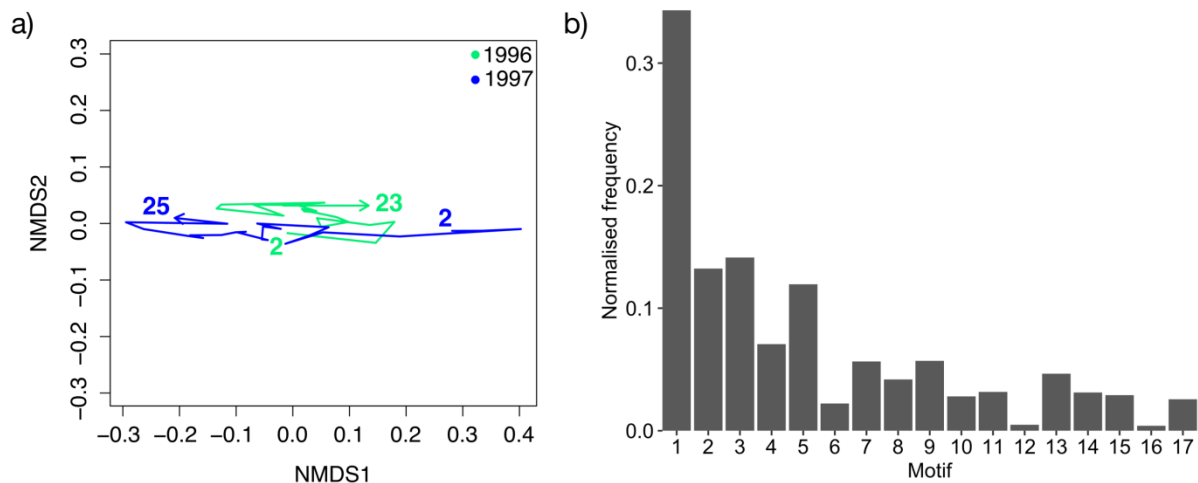 a)
1996
1997
0.3
0.2
0.1
0.0
−0.1
−0.2
−0.3
NMDS2
25
23
2
2
−0.3 −0.2 −0.1 0.0 0.1 0.2 0.3 0.4
NMDS1
b)
0.3
0.2
0.1
0.0
Normalised frequency
1 2 3 4 5 6 7 8 9 10 11 12 13 14 15 16 17
Motif